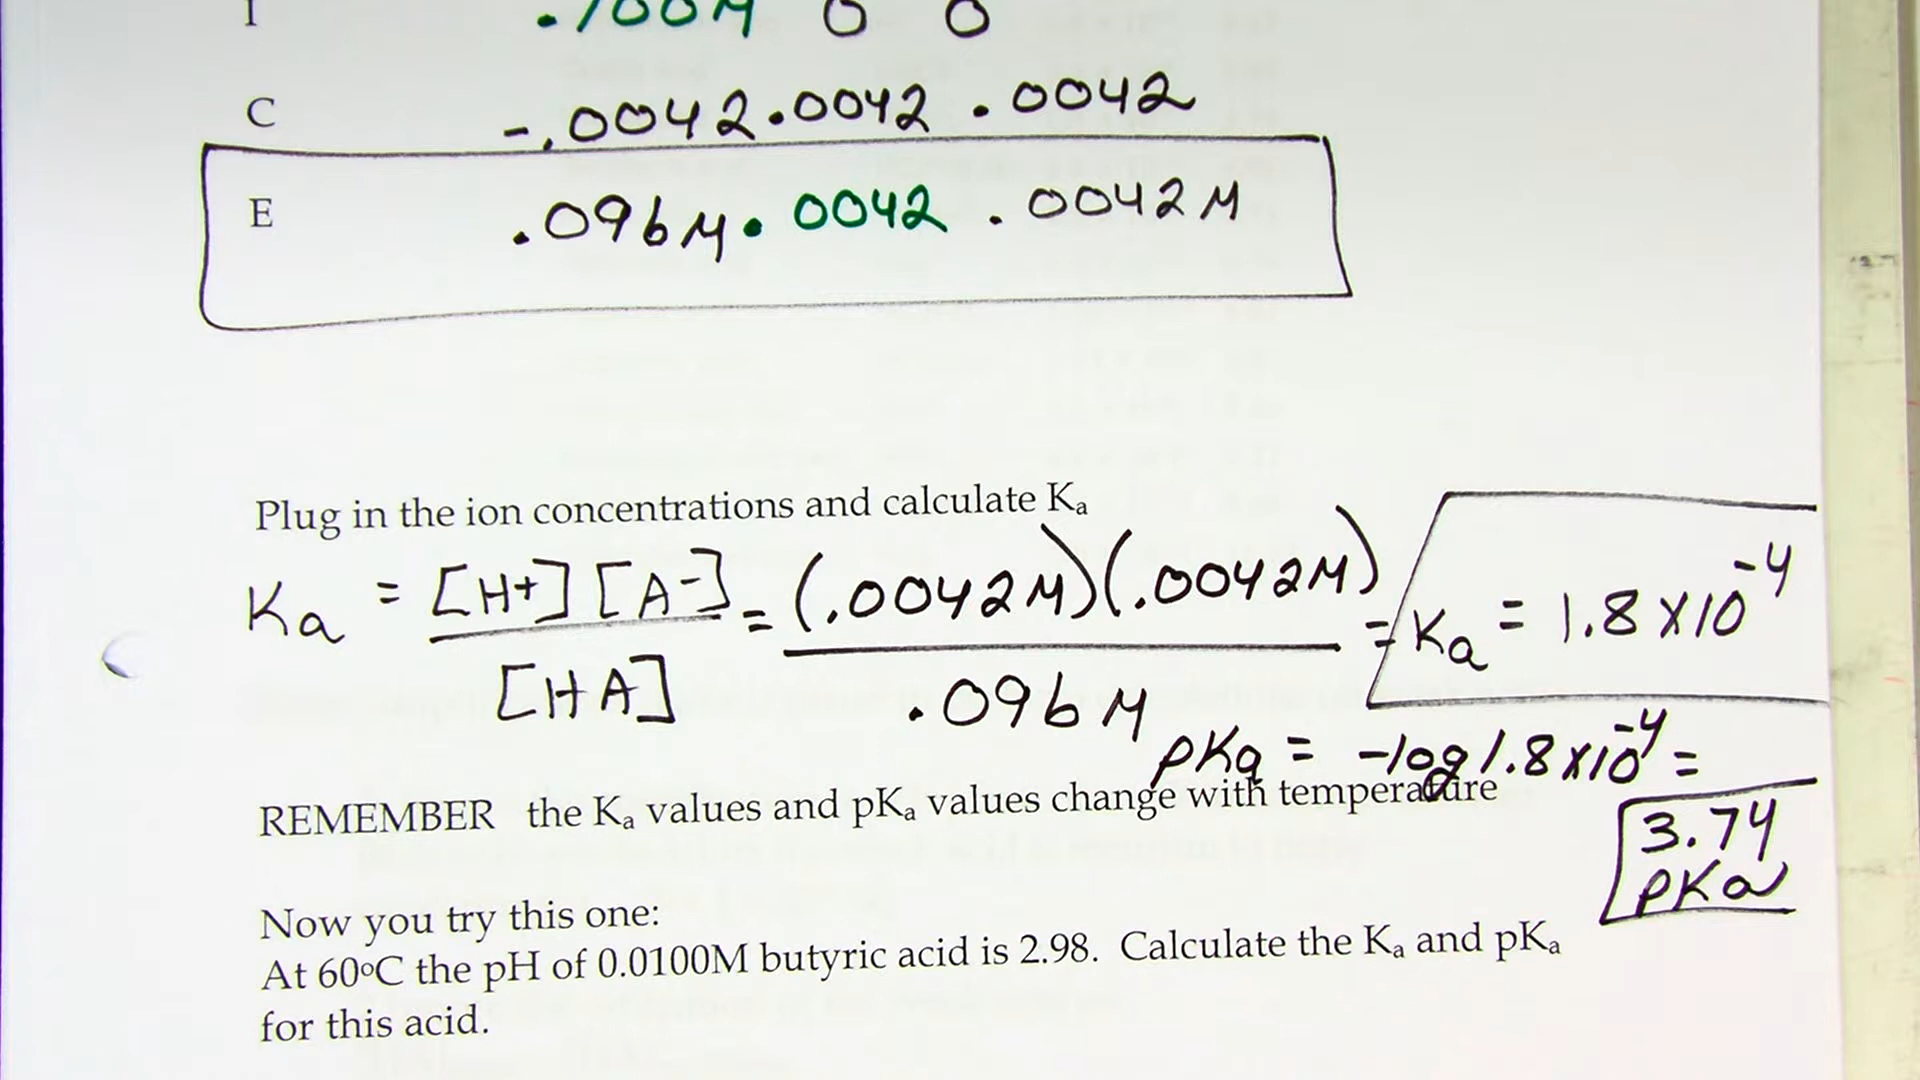 I .100M 0 0
C -.0042 .0042 .0042
E .096M .0042 .0042M
Plug in the ion concentrations and calculate Ka
Ka = [H+][A-] = (.0042M)(.0042M) = Ka = 1.8 X10-4
[HA] .096M
pKa = -log 1.8 X10-4 =
REMEMBER the Ka values and pKa values change with temperature
3.74
pKa
Now you try this one:
At 60oC the pH of 0.0100M butyric acid is 2.98. Calculate the Ka and pKa
for this acid.